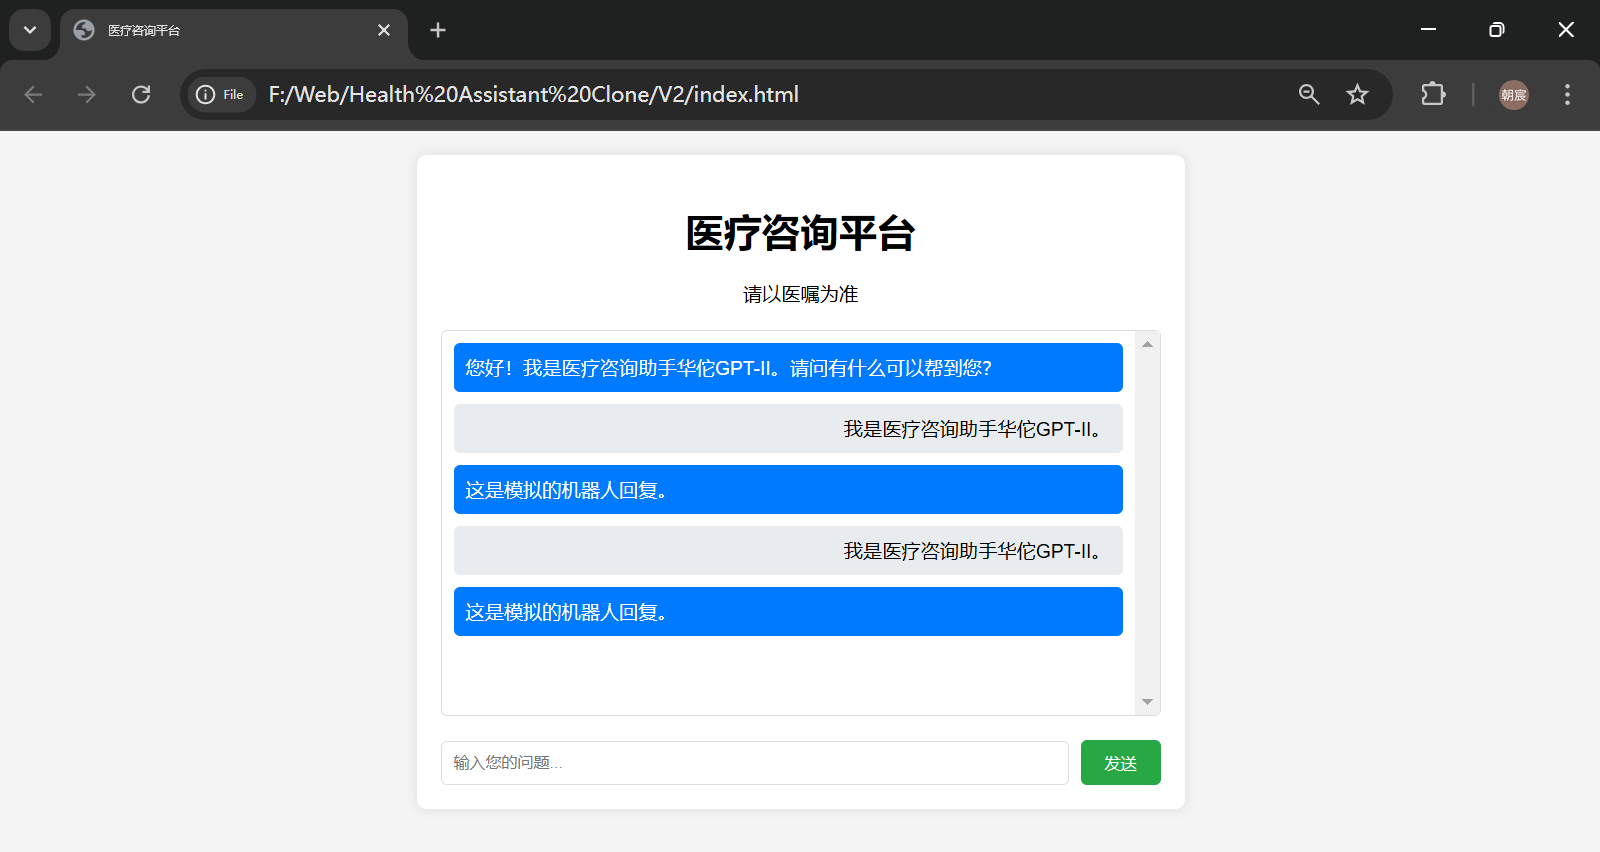 医疗咨询平台
File
F:/Web/Health%20Assistant%20Clone/V2/index.html
朝宸
医疗咨询平台
请以医嘱为准
您好！我是医疗咨询助手华佗GPT-II。请问有什么可以帮到您？
我是医疗咨询助手华佗GPT-II。
这是模拟的机器人回复。
我是医疗咨询助手华佗GPT-II。
这是模拟的机器人回复。
输入您的问题...
发送